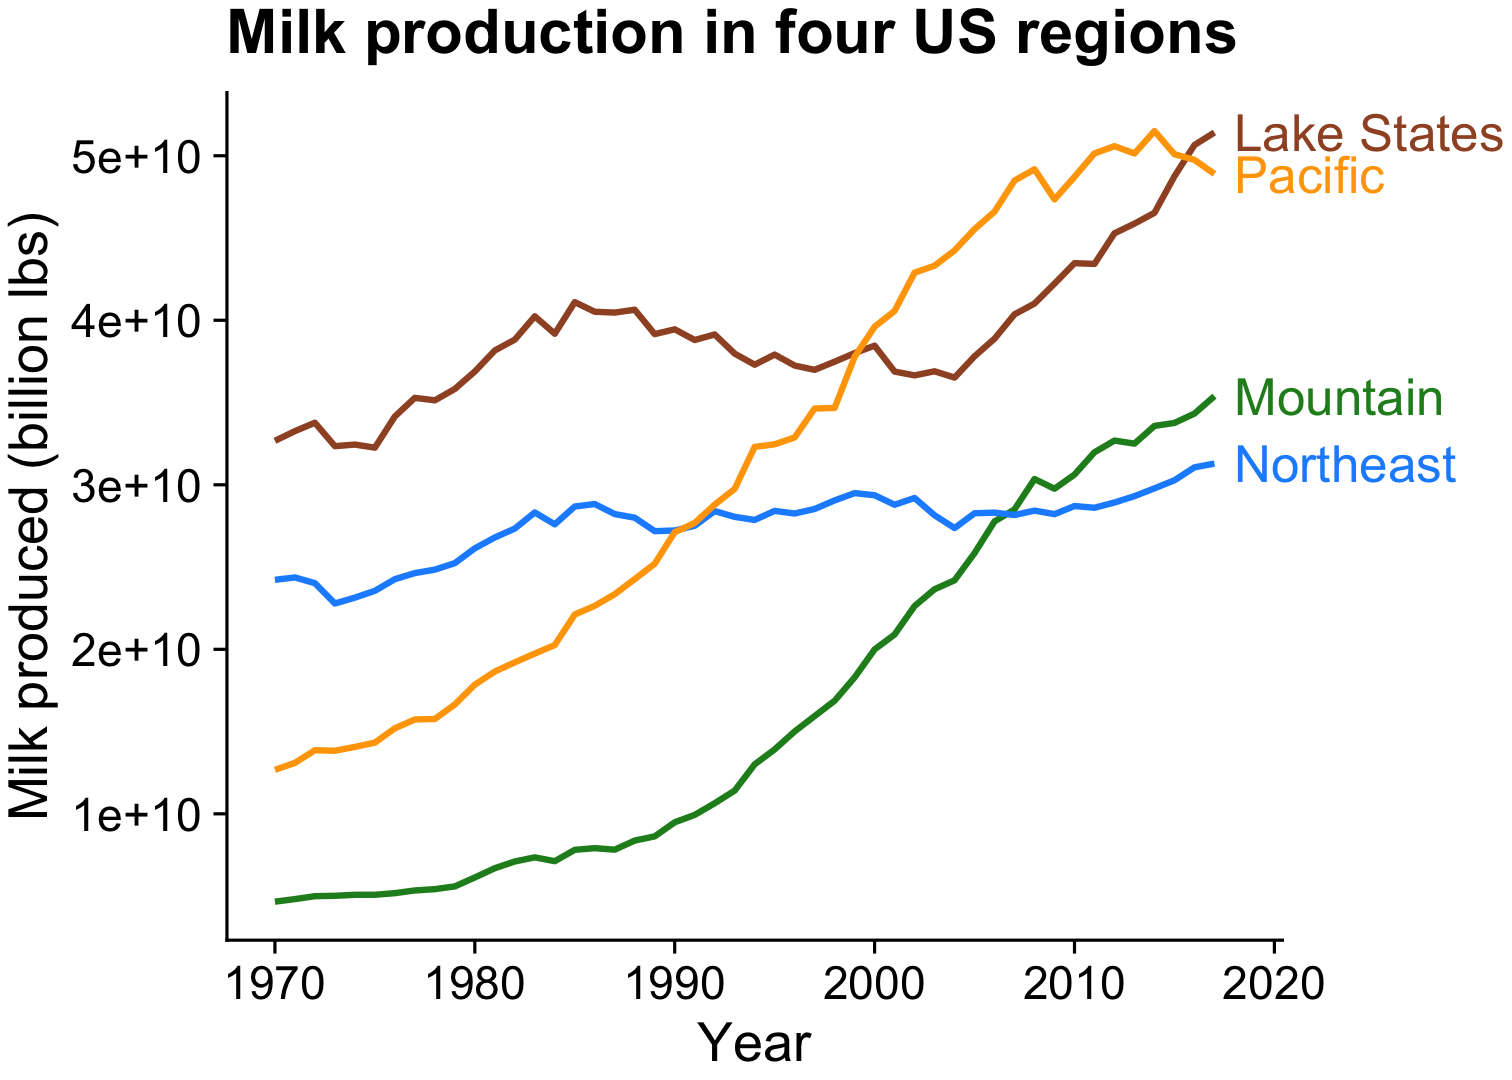 Milk production in four US regions
Milk produced (billion lbs)
5e+10
4e+10
3e+10
2e+10
1e+10
Lake States
Pacific
Mountain
Northeast
1970 1980 1990 2000 2010 2020
Year